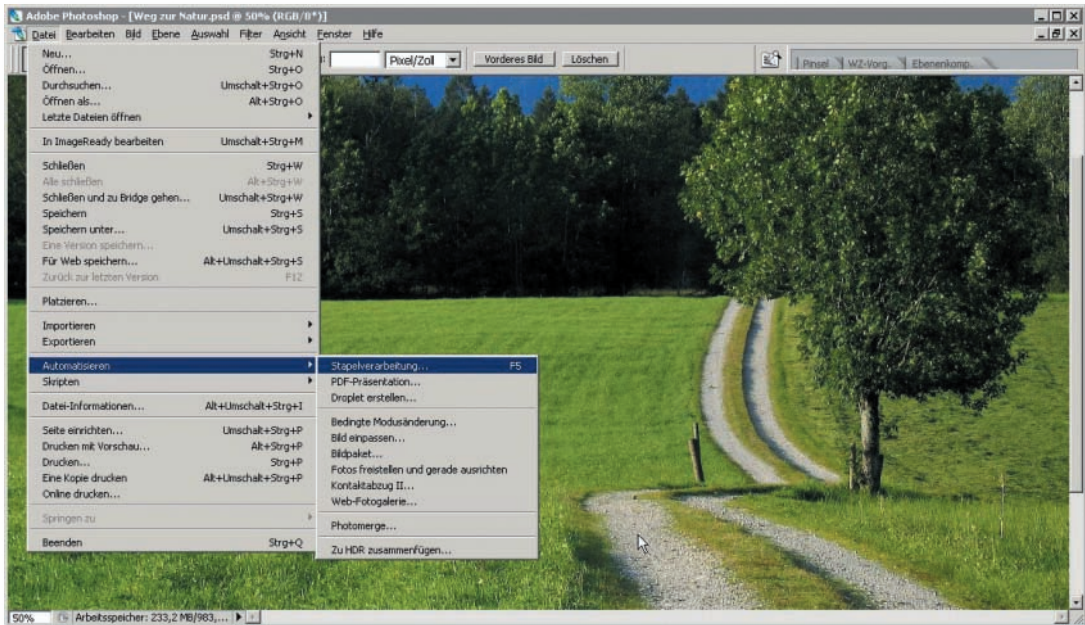 Adobe Photoshop - [Weg zur Natur.psd @ 50% (RGB/8*)]
Datei Bearbeiten Bild Ebene Auswahl Filter Ansicht Fenster Hilfe
Pixel/Zoll Vorderes Bild Löschen Pinsel WZ-Vorg. Ebenenkomp.
Neu... Strg+N
Öffnen... Strg+O
Durchsuchen... Umschalt+Strg+O
Öffnen als... Alt+Strg+O
Letzte Dateien öffnen
In ImageReady bearbeiten Umschalt+Strg+M
Schließen Strg+W
Alle schließen Alt+Strg+W
Schließen und zu Bridge gehen... Umschalt+Strg+W
Speichern Strg+S
Speichern unter... Umschalt+Strg+S
Eine Version speichern...
Für Web speichern... Alt+Umschalt+Strg+S
Zurück zur letzten Version F12
Platzieren...
Importieren
Exportieren
Automatisieren
Skripten
Datei-Informationen... Alt+Umschalt+Strg+I
Seite einrichten... Umschalt+Strg+P
Drucken mit Vorschau... Alt+Strg+P
Drucken... Strg+P
Eine Kopie drucken Alt+Umschalt+Strg+P
Online drucken...
Springen zu
Beenden Strg+Q
Stapelverarbeitung... F5
PDF-Präsentation...
Droplet erstellen...
Bedingte Modusänderung...
Bild einpassen...
Bildpaket...
Fotos freistellen und gerade ausrichten
Kontaktabzug II...
Web-Fotogalerie...
Photomerge...
Zu HDR zusammenfügen...
50% Arbeitsspeicher: 233,2 MB/983,...